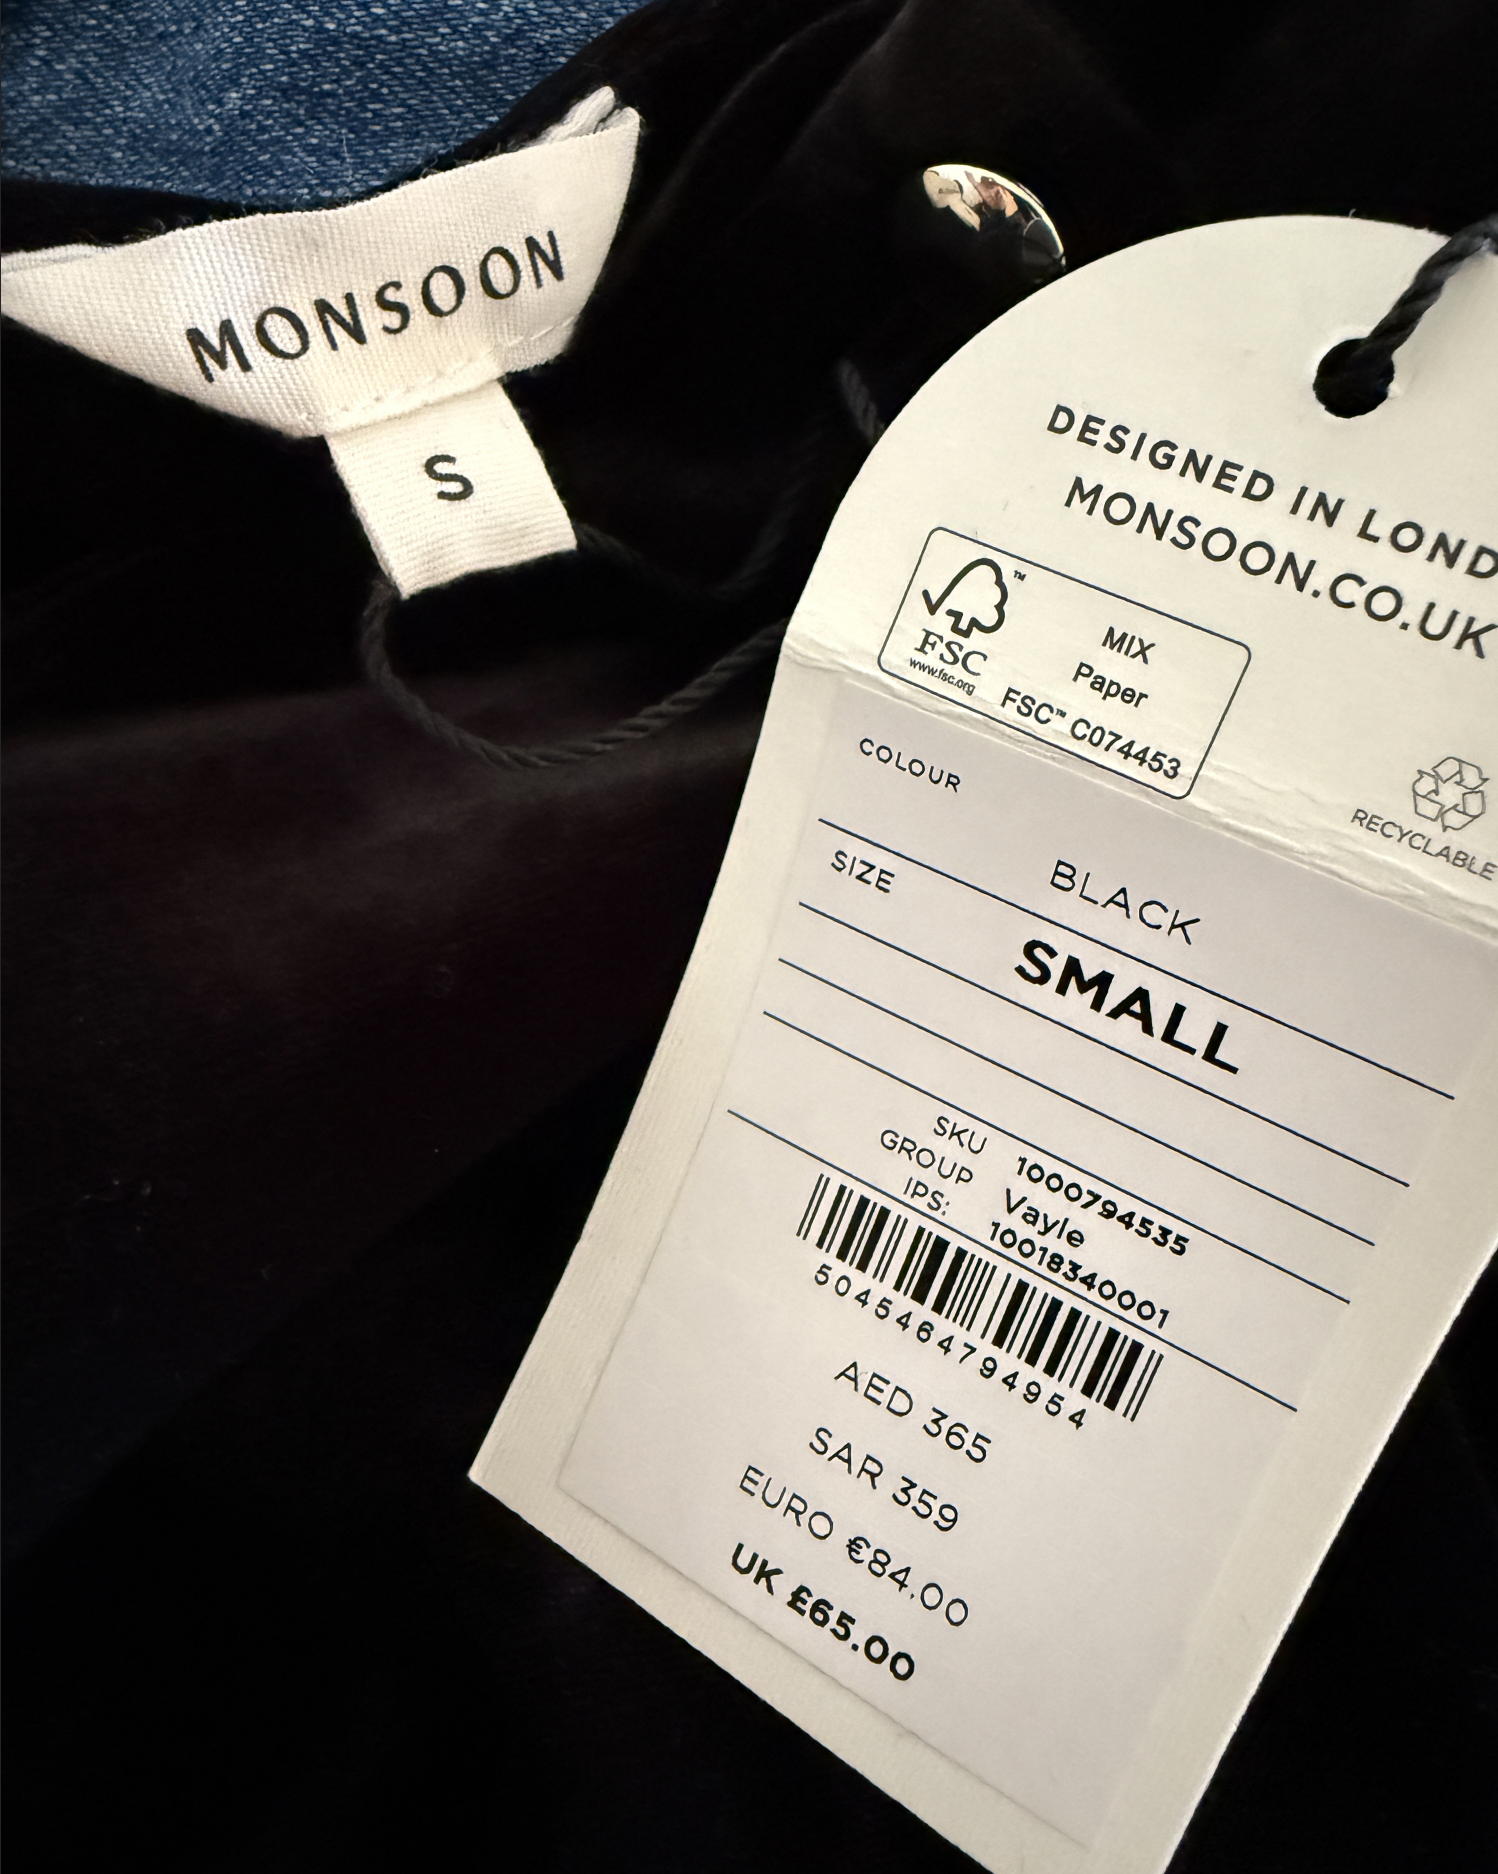 MONSOON
S
DESIGNED IN LOND
MONSOON.CO.UK
FSC
www.fsc.org
™
MIX
Paper
FSC™ C074453
RECYCLABLE
COLOUR
BLACK
SIZE
SMALL
SKU 1000794535
GROUP Vayle
IPS: 10018340001
5045464794954
AED 365
SAR 359
EURO €84.00
UK £65.00